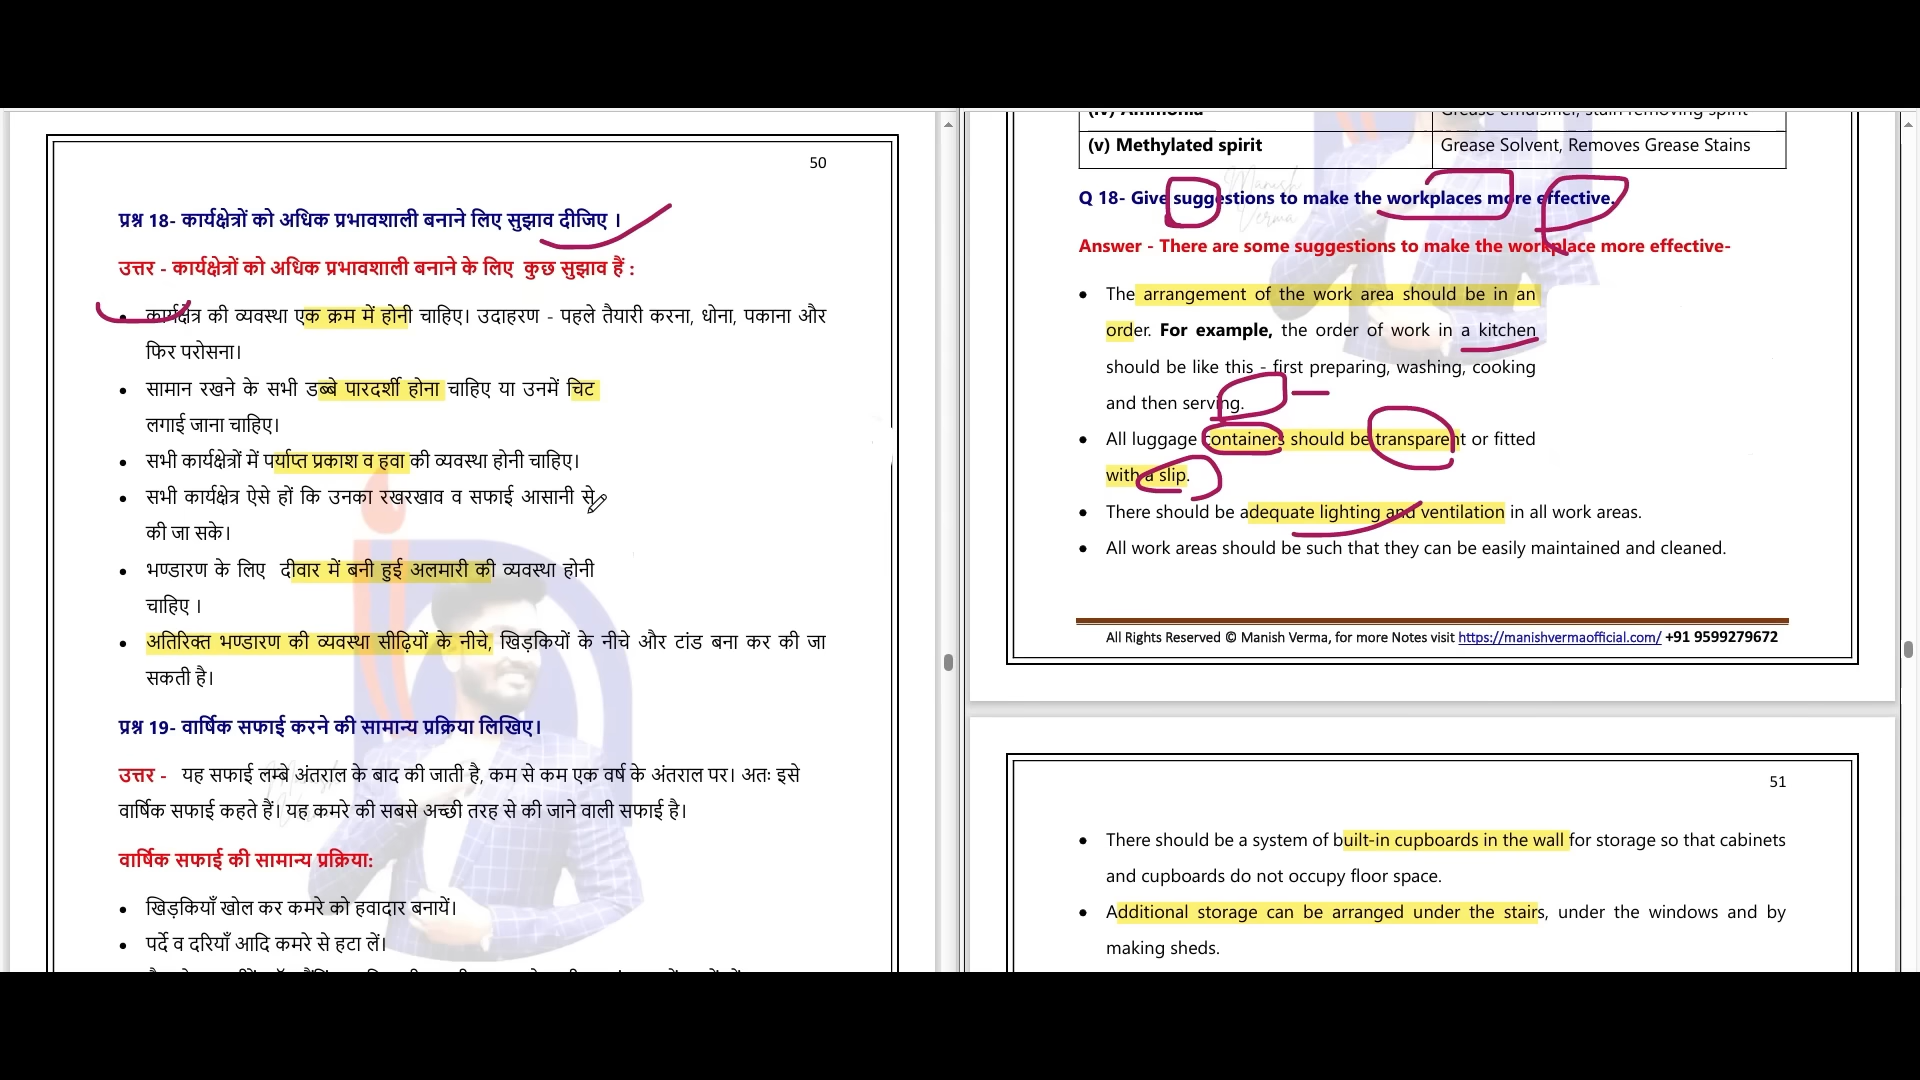 50
प्रश्न 18- कार्यक्षेत्रों को अधिक प्रभावशाली बनाने लिए सुझाव दीजिए ।
उत्तर - कार्यक्षेत्रों को अधिक प्रभावशाली बनाने के लिए कुछ सुझाव हैं :
• कार्यक्षेत्र की व्यवस्था एक क्रम में होनी चाहिए। उदाहरण - पहले तैयारी करना, धोना, पकाना और
फिर परोसना।
• सामान रखने के सभी डब्बे पारदर्शी होना चाहिए या उनमें चिट
लगाई जाना चाहिए।
• सभी कार्यक्षेत्रों में पर्याप्त प्रकाश व हवा की व्यवस्था होनी चाहिए।
• सभी कार्यक्षेत्र ऐसे हों कि उनका रखरखाव व सफाई आसानी से
की जा सके।
• भण्डारण के लिए दीवार में बनी हुई अलमारी की व्यवस्था होनी
चाहिए ।
• अतिरिक्त भण्डारण की व्यवस्था सीढ़ियों के नीचे, खिड़कियों के नीचे और टांड बना कर की जा
सकती है।
प्रश्न 19- वार्षिक सफाई करने की सामान्य प्रक्रिया लिखिए।
उत्तर - यह सफाई लम्बे अंतराल के बाद की जाती है, कम से कम एक वर्ष के अंतराल पर। अतः इसे
वार्षिक सफाई कहते हैं। यह कमरे की सबसे अच्छी तरह से की जाने वाली सफाई है।
वार्षिक सफाई की सामान्य प्रक्रिया:
• खिड़कियाँ खोल कर कमरे को हवादार बनायें।
• पर्दे व दरियाँ आदि कमरे से हटा लें।
(iv) Ammonia Grease emulsifier, stain removing spirit
(v) Methylated spirit Grease Solvent, Removes Grease Stains
Manish
Verma
Q 18- Give suggestions to make the workplaces more effective.
Answer - There are some suggestions to make the workplace more effective-
• The arrangement of the work area should be in an
order. For example, the order of work in a kitchen
should be like this - first preparing, washing, cooking
and then serving.
• All luggage containers should be transparent or fitted
with a slip.
• There should be adequate lighting and ventilation in all work areas.
• All work areas should be such that they can be easily maintained and cleaned.
All Rights Reserved © Manish Verma, for more Notes visit https://manishvermaofficial.com/ +91 9599279672
51
• There should be a system of built-in cupboards in the wall for storage so that cabinets
and cupboards do not occupy floor space.
• Additional storage can be arranged under the stairs, under the windows and by
making sheds.